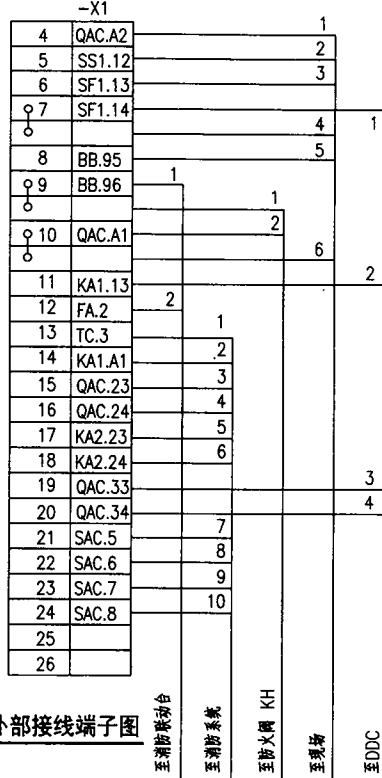 -X1
4 QAC.A2 1
5 SS1.12 2
6 SF1.13 3
7 SF1.14 1
4
8 BB.95 5
9 BB.96 1
1
10 QAC.A1 2
6
11 KA1.13 2
12 FA.2 2
13 TC.3 1
14 KA1.A1 2
15 QAC.23 3
16 QAC.24 4
17 KA2.23 5
18 KA2.24 6
19 QAC.33 3
20 QAC.34 4
21 SAC.5 7
22 SAC.6 8
23 SAC.7 9
24 SAC.8 10
25
26
外部接线端子图
至消防联动台
至消防系统
至防火阀 KH
至现场
至DDC